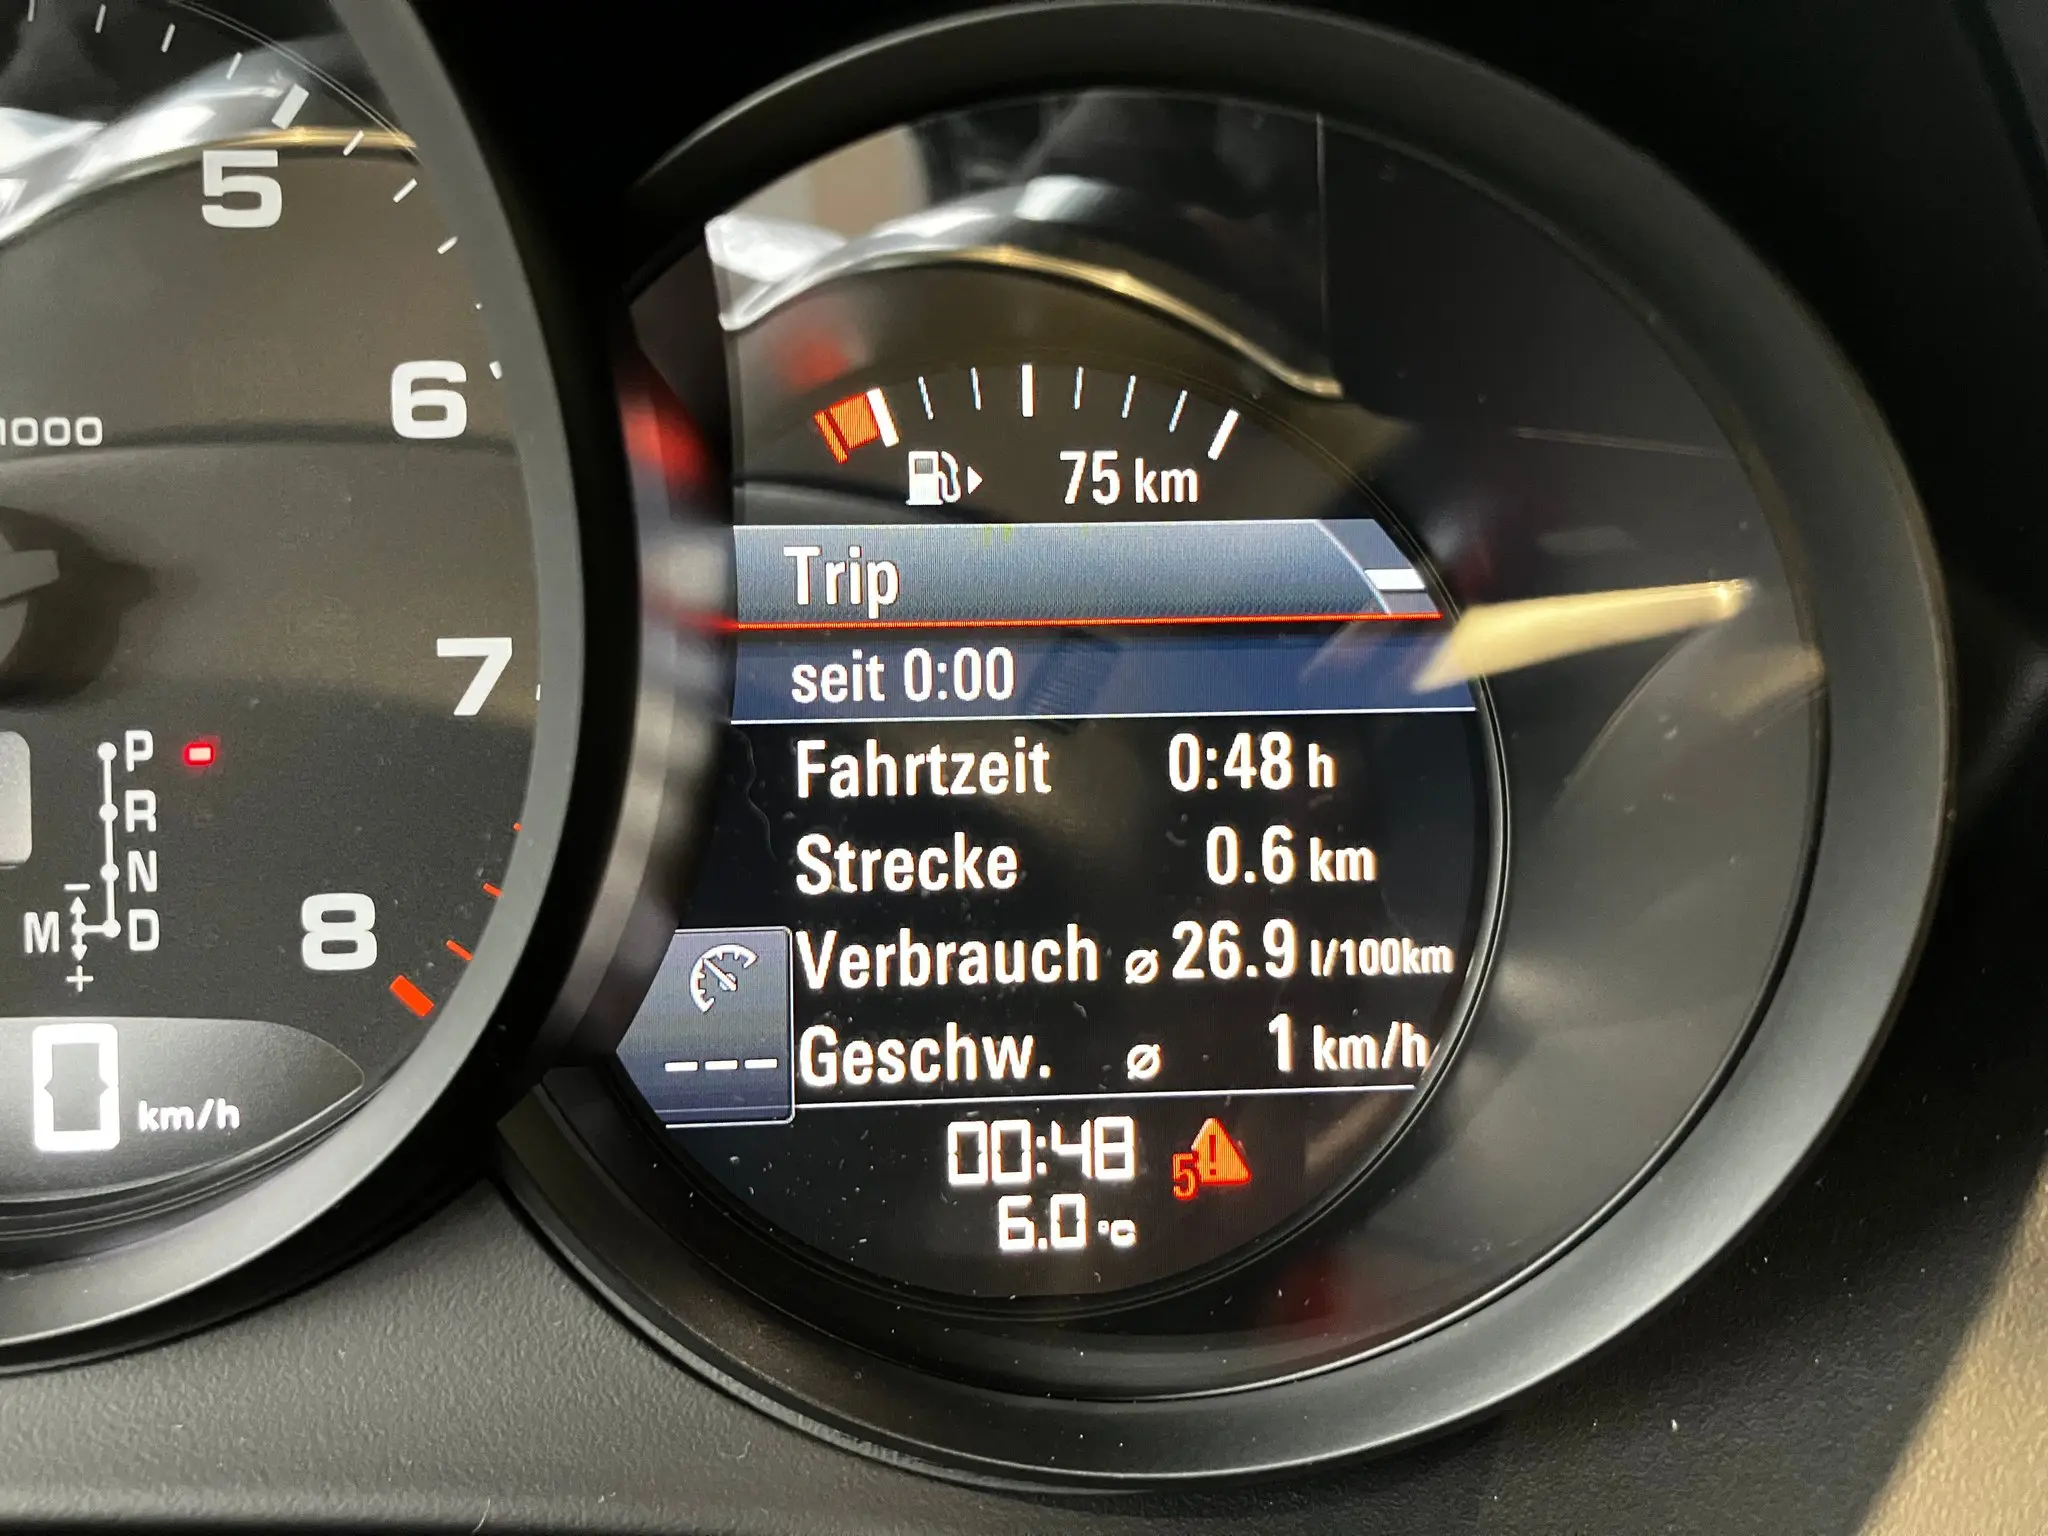 5
6
1000
7
8
P
R
N
M D
−
+
0 km/h
75 km
Trip
seit 0:00
Fahrtzeit 0:48 h
Strecke 0.6 km
Verbrauch ø 26.9 l/100km
Geschw. ø 1 km/h
---
00:48 5 !
6.0 °C